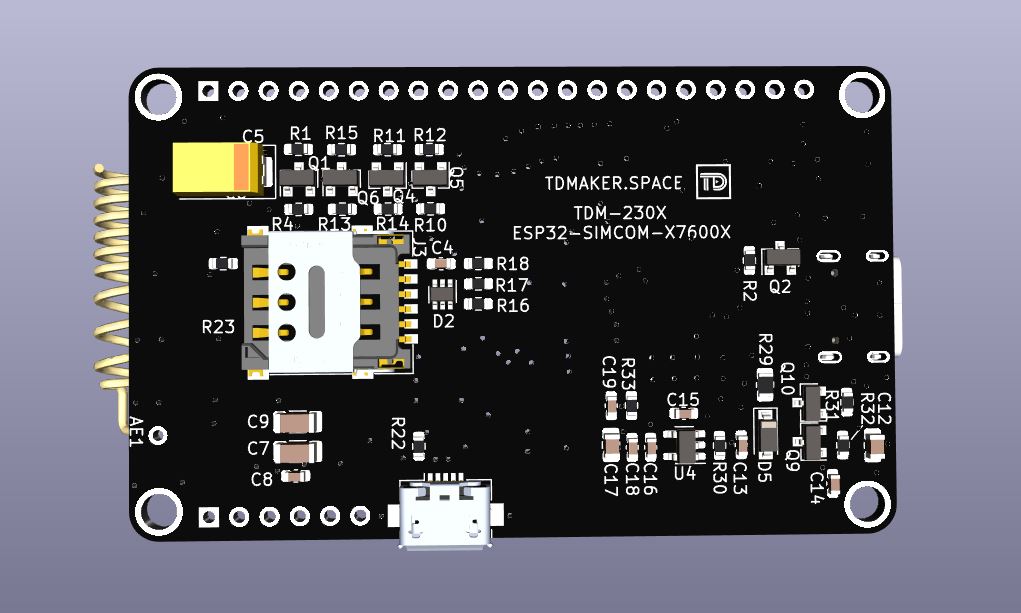 C5
R1
R15
R11
R12
Q1
Q6
Q4
Q5
R4
R13
R14
R10
TDMAKER.SPACE
TD
TDM-230X
ESP32-SIMCOM-X7600X
J3
C4
R18
R17
R16
D2
R23
R2
Q2
C9
C7
C8
R22
AE1
C19
R33
C15
C17
C18
C16
U4
R30
C13
R29
Q10
D5
Q9
R31
R32
C12
C14